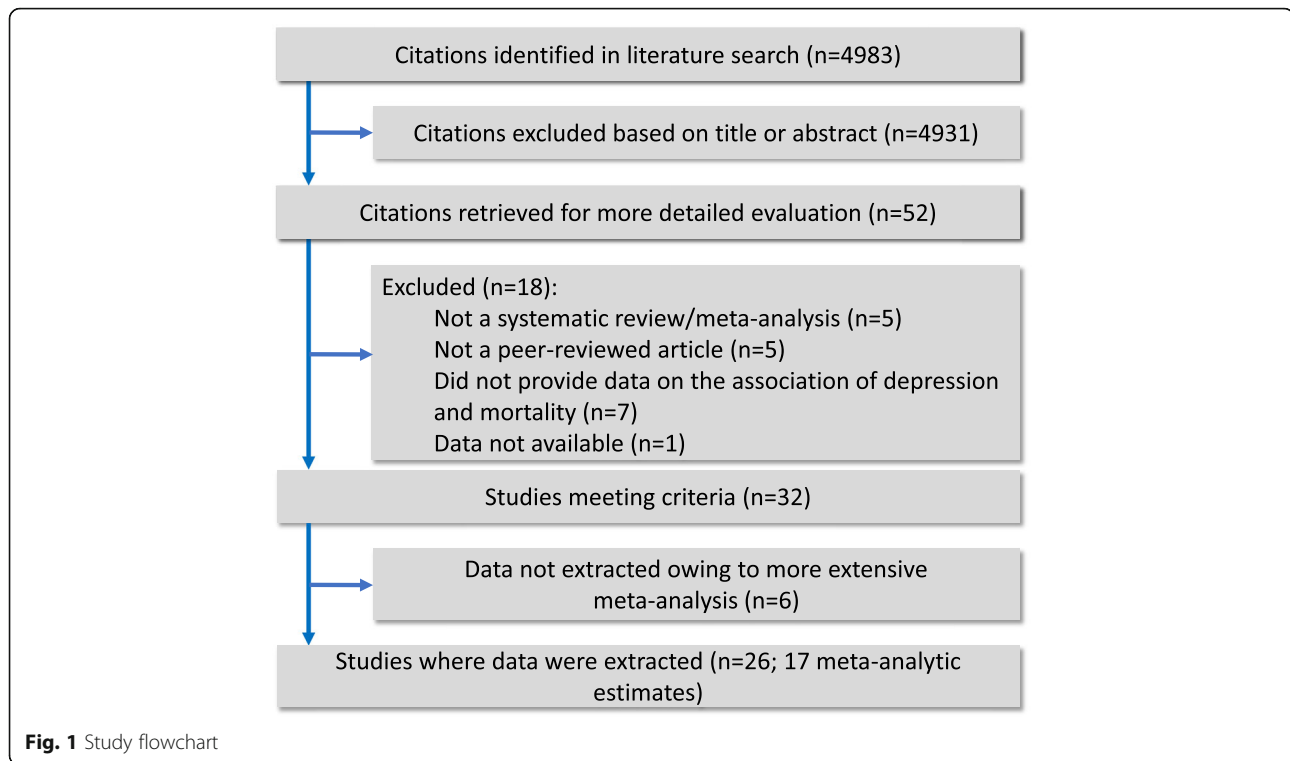 Citations identified in literature search (n=4983)
Citations excluded based on title or abstract (n=4931)
Citations retrieved for more detailed evaluation (n=52)
Excluded (n=18):
Not a systematic review/meta-analysis (n=5)
Not a peer-reviewed article (n=5)
Did not provide data on the association of depression
and mortality (n=7)
Data not available (n=1)
Studies meeting criteria (n=32)
Data not extracted owing to more extensive
meta-analysis (n=6)
Studies where data were extracted (n=26; 17 meta-analytic
estimates)
Fig. 1 Study flowchart